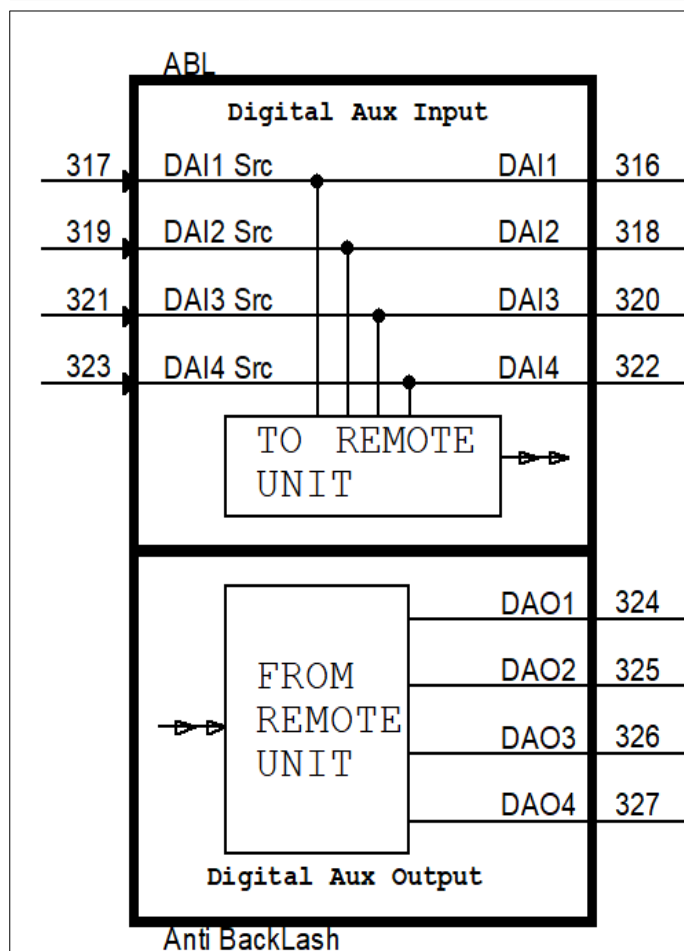 ABL
Digital Aux Input
317 DAI1 Src DAI1 316
319 DAI2 Src DAI2 318
321 DAI3 Src DAI3 320
323 DAI4 Src DAI4 322
TO REMOTE
UNIT
DAO1 324
FROM
DAO2 325
REMOTE
DAO3 326
UNIT
DAO4 327
Digital Aux Output
Anti BackLash